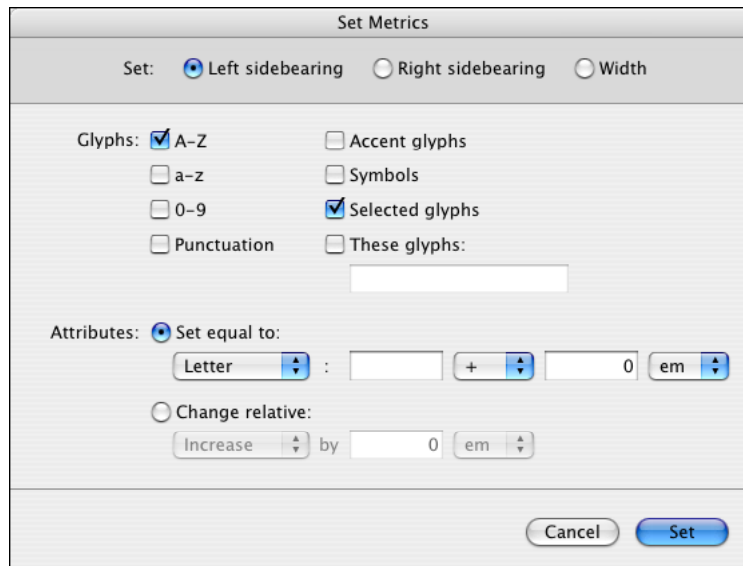 Set Metrics
Set: Left sidebearing Right sidebearing Width
Glyphs: A–Z Accent glyphs
a–z Symbols
0–9 Selected glyphs
Punctuation These glyphs:
Attributes: Set equal to:
Letter : + 0 em
Change relative:
Increase by 0 em
Cancel Set